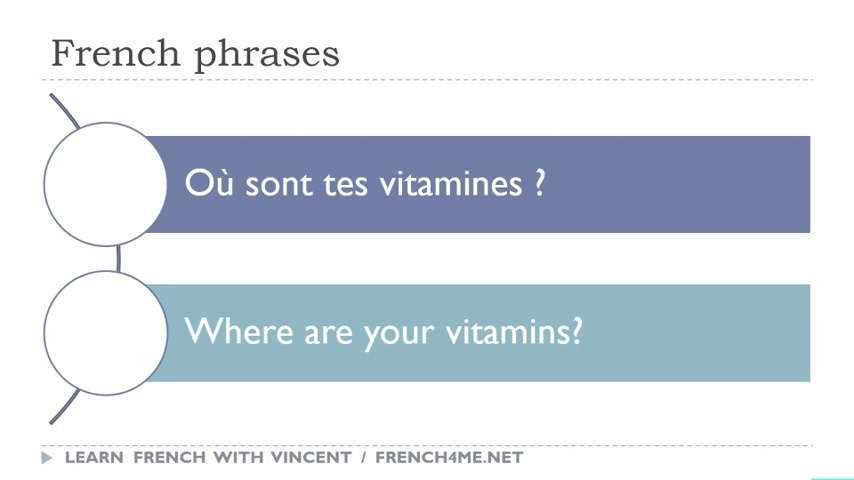 French phrases
Où sont tes vitamines ?
Where are your vitamins?
LEARN FRENCH WITH VINCENT / FRENCH4ME.NET